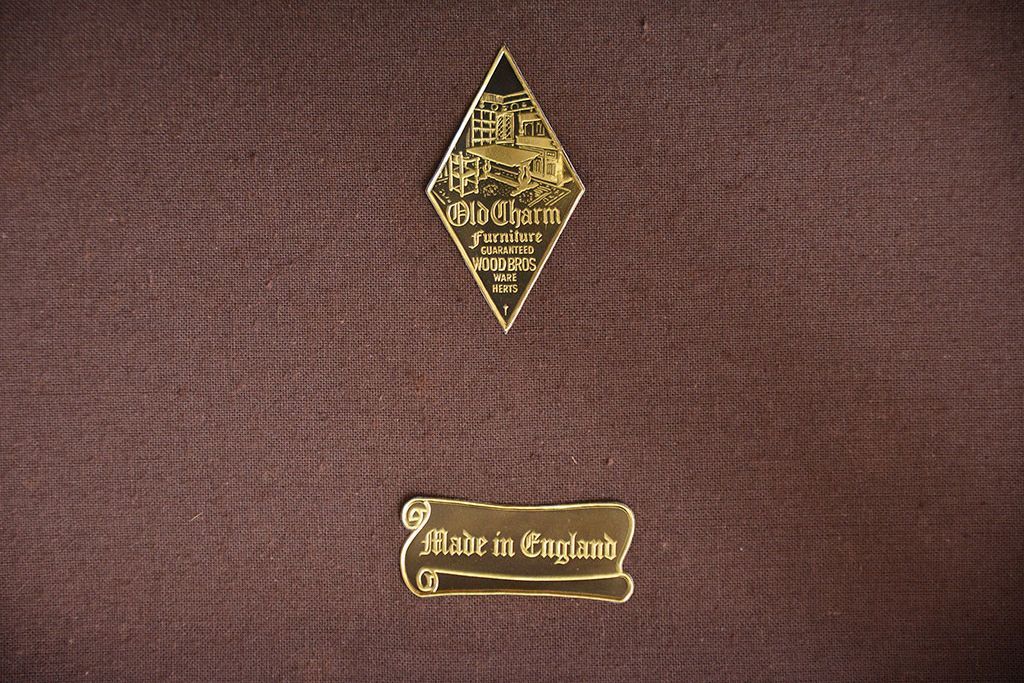 Old Charm
Furniture
GUARANTEED
WOOD BROS
WARE
HERTS
Made in England